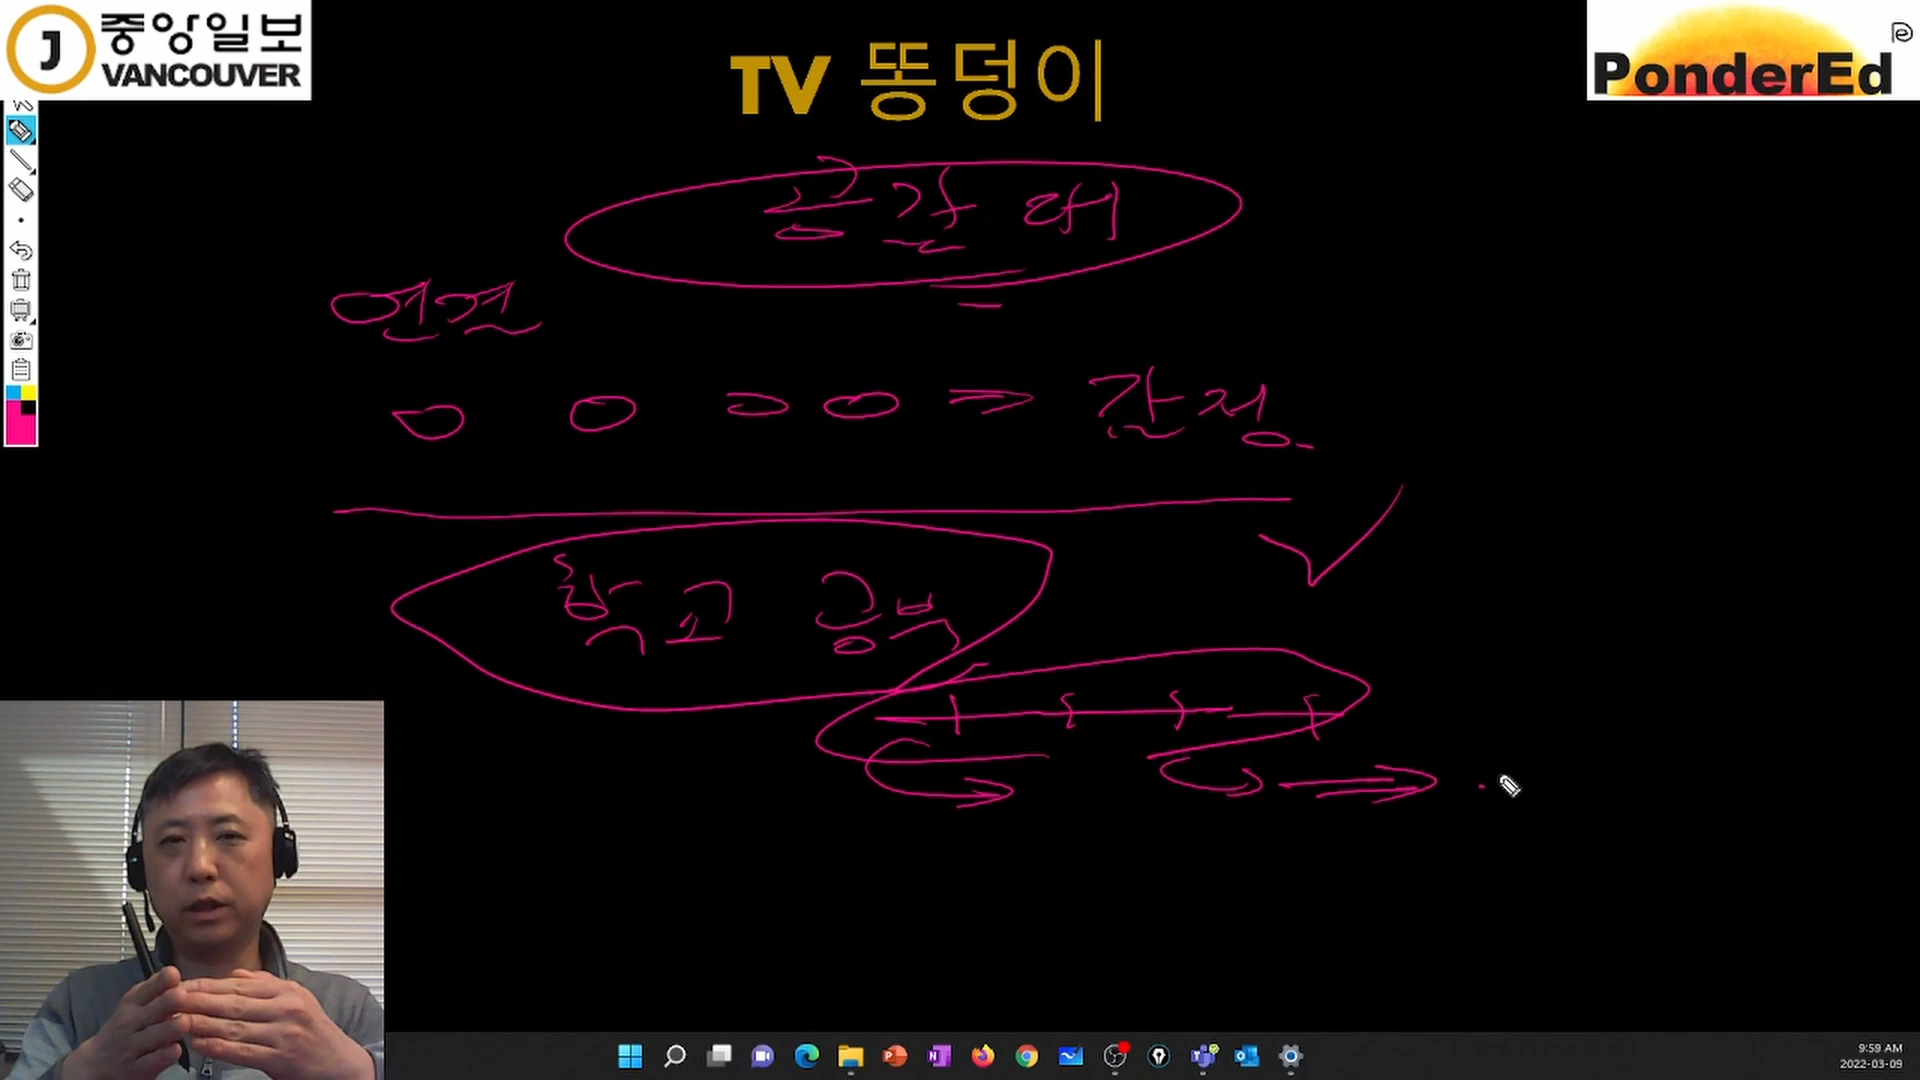 J 중앙일보
VANCOUVER
TV 똥덩이
PonderEd
공감대
연결
감정
학교 공부
9:59 AM
2022-03-09